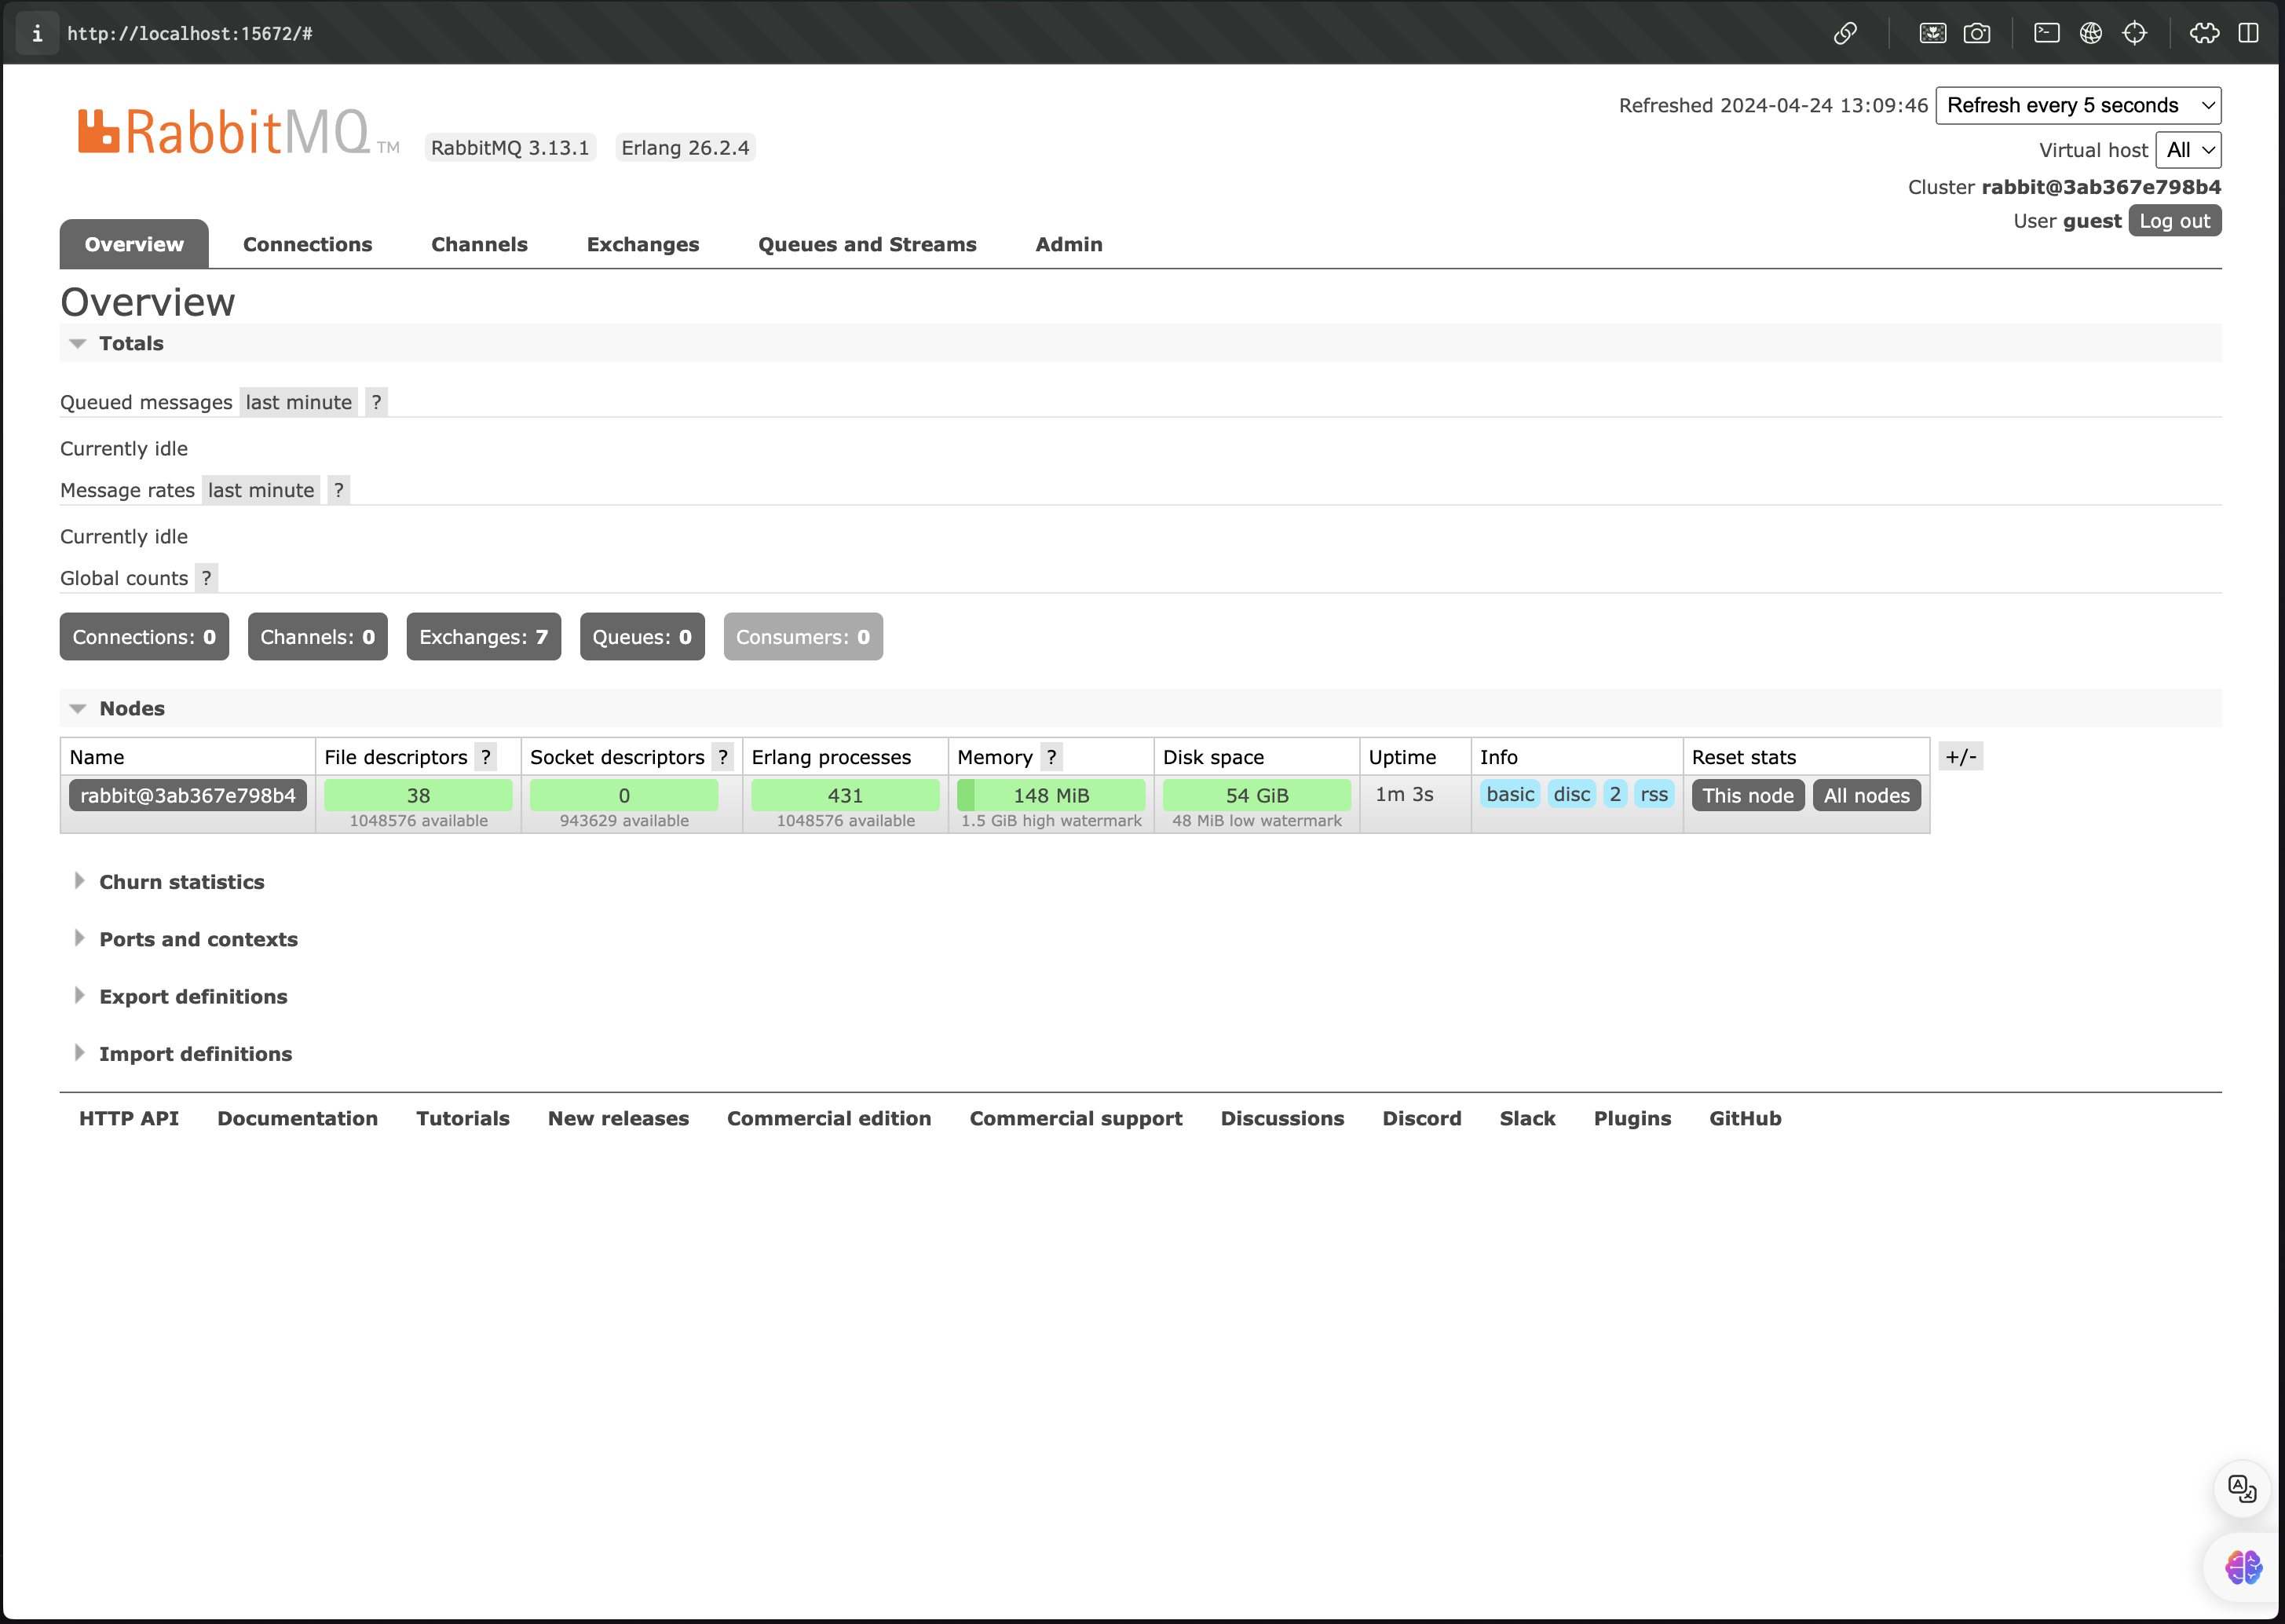 i http://localhost:15672/#
RabbitMQ TM RabbitMQ 3.13.1 Erlang 26.2.4
Refreshed 2024-04-24 13:09:46 Refresh every 5 seconds
Virtual host All
Cluster rabbit@3ab367e798b4
User guest Log out
Overview Connections Channels Exchanges Queues and Streams Admin
Overview
Totals
Queued messages last minute ?
Currently idle
Message rates last minute ?
Currently idle
Global counts ?
Connections: 0 Channels: 0 Exchanges: 7 Queues: 0 Consumers: 0
Nodes
Name File descriptors ? Socket descriptors ? Erlang processes Memory ? Disk space Uptime Info Reset stats +/-
rabbit@3ab367e798b4 38 0 431 148 MiB 54 GiB 1m 3s basic disc 2 rss This node All nodes
1048576 available 943629 available 1048576 available 1.5 GiB high watermark 48 MiB low watermark
Churn statistics
Ports and contexts
Export definitions
Import definitions
HTTP API Documentation Tutorials New releases Commercial edition Commercial support Discussions Discord Slack Plugins GitHub